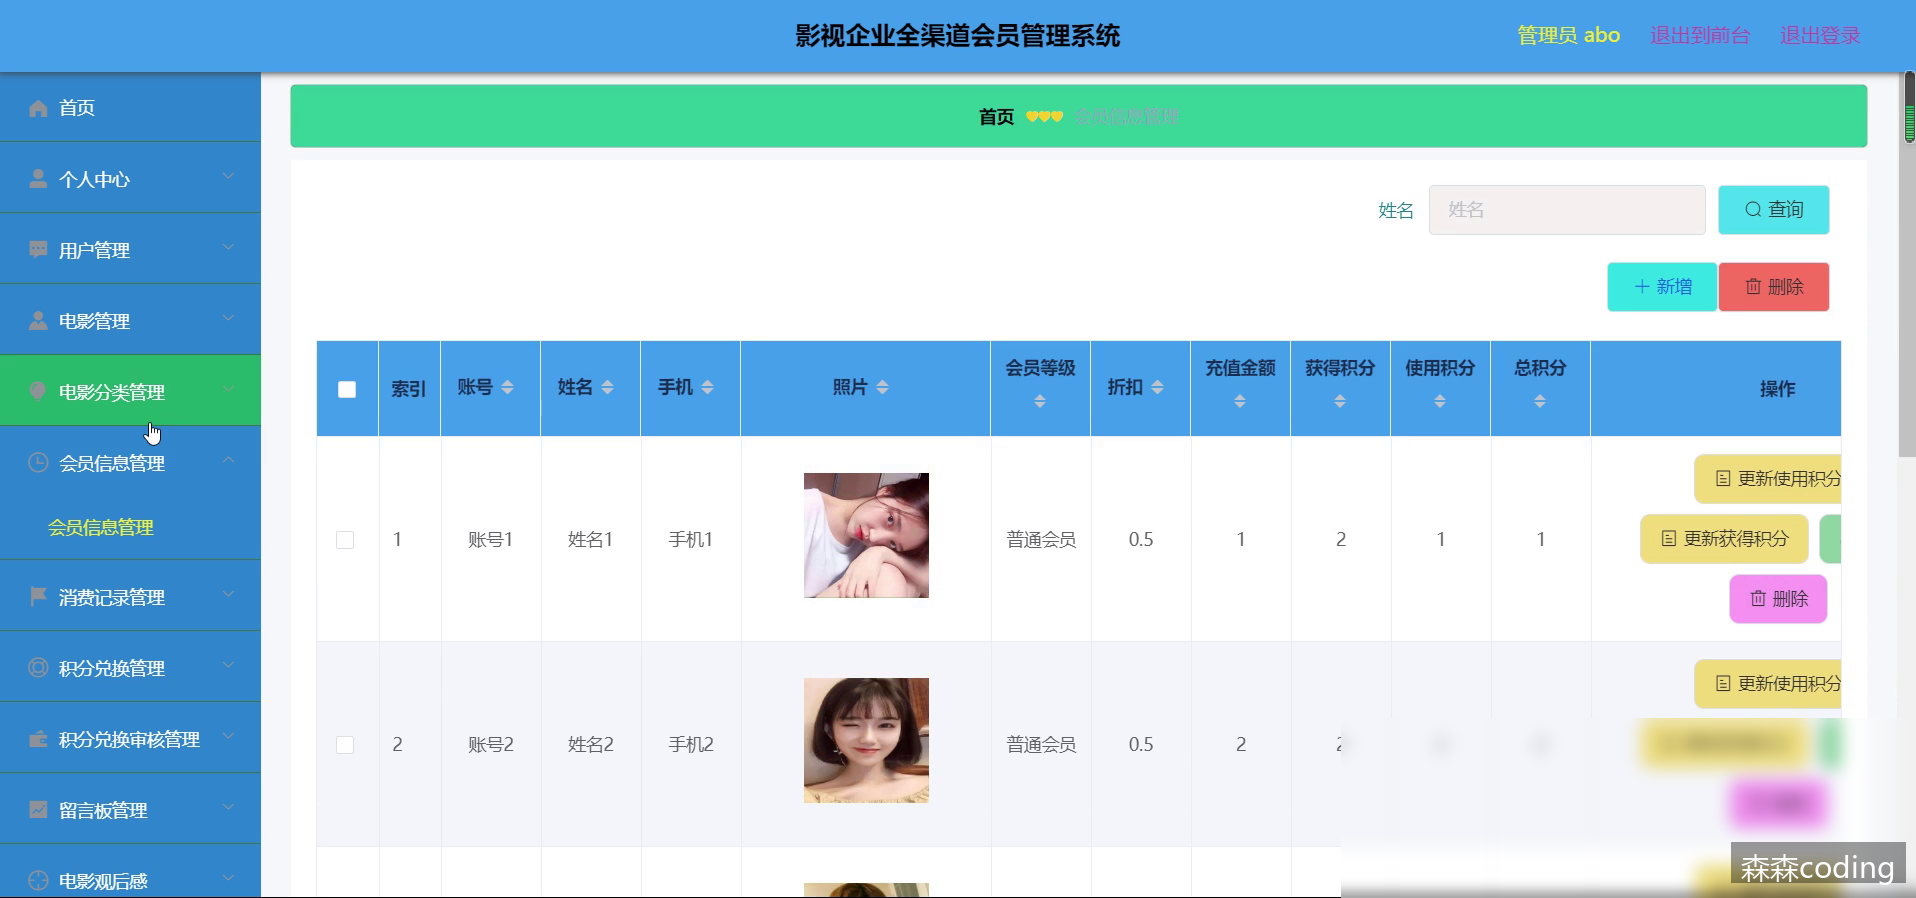 影视企业全渠道会员管理系统
管理员 abo 退出到前台 退出登录
首页
个人中心
用户管理
电影管理
电影分类管理
会员信息管理
会员信息管理
消费记录管理
积分兑换管理
积分兑换审核管理
留言板管理
电影观后感
首页 会员信息管理
姓名 姓名 查询
新增 删除
索引 账号 姓名 手机 照片 会员等级 折扣 充值金额 获得积分 使用积分 总积分 操作
1 账号1 姓名1 手机1 普通会员 0.5 1 2 1 1
更新使用积分
更新获得积分
删除
2 账号2 姓名2 手机2 普通会员 0.5 2 2
更新使用积分
森森coding